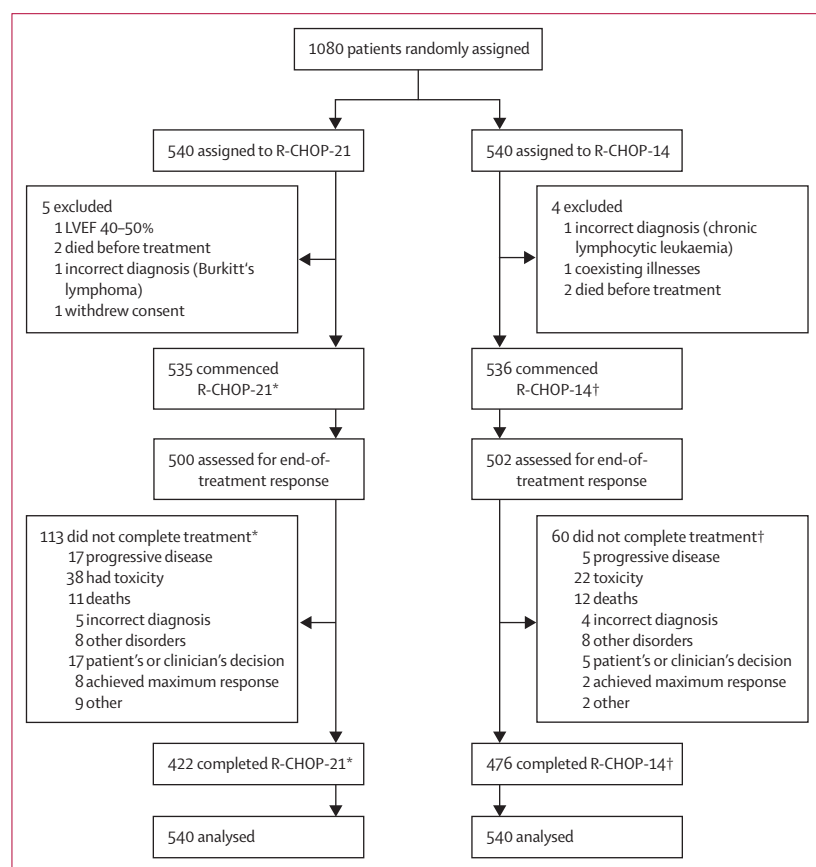 1080 patients randomly assigned
540 assigned to R-CHOP-21
540 assigned to R-CHOP-14
5 excluded
1 LVEF 40–50%
2 died before treatment
1 incorrect diagnosis (Burkitt‘s
lymphoma)
1 withdrew consent
4 excluded
1 incorrect diagnosis (chronic
lymphocytic leukaemia)
1 coexisting illnesses
2 died before treatment
535 commenced
R-CHOP-21*
536 commenced
R-CHOP-14†
500 assessed for end-of-
treatment response
502 assessed for end-of-
treatment response
113 did not complete treatment*
17 progressive disease
38 had toxicity
11 deaths
5 incorrect diagnosis
8 other disorders
17 patient’s or clinician’s decision
8 achieved maximum response
9 other
60 did not complete treatment†
5 progressive disease
22 toxicity
12 deaths
4 incorrect diagnosis
8 other disorders
5 patient’s or clinician’s decision
2 achieved maximum response
2 other
422 completed R-CHOP-21*
476 completed R-CHOP-14†
540 analysed
540 analysed